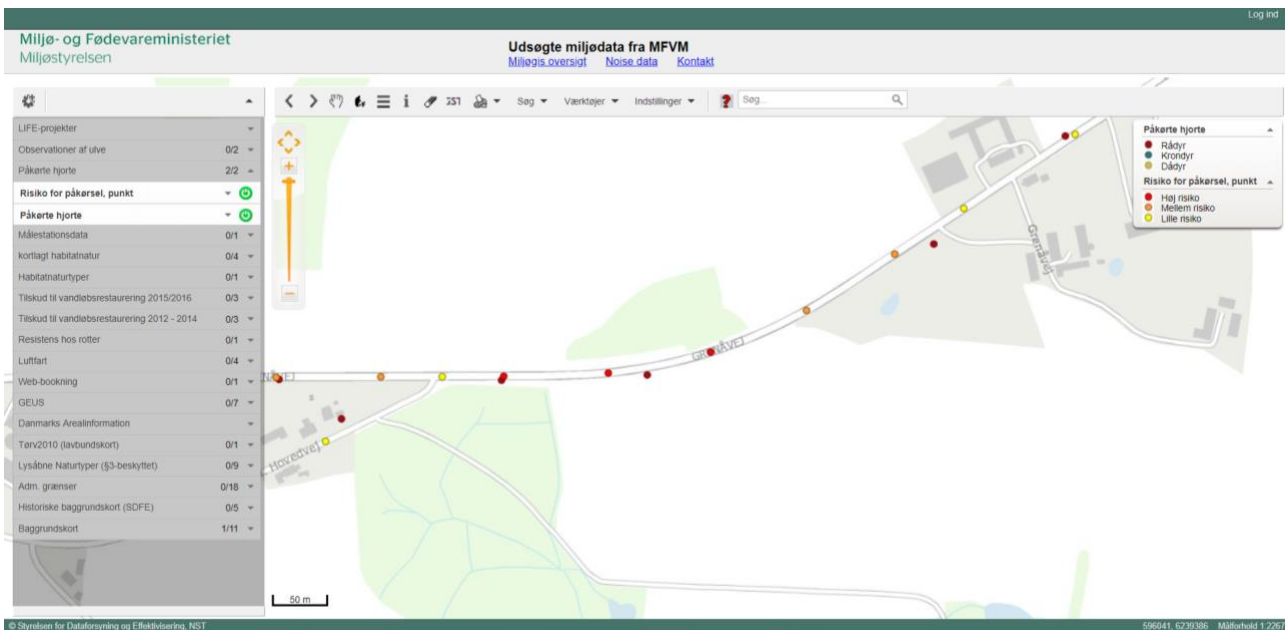 Log ind
Miljø- og Fødevareministeriet
Miljøstyrelsen
Udsøgte miljødata fra MFVM
Miljøgis oversigt Noise data Kontakt
Søg Værktøjer Indstillinger ? Søg...
LIFE-projekter
Observationer af ulve 0/2
Påkørte hjorte 2/2
Risiko for påkørsel, punkt
Påkørte hjorte
Målestationsdata 0/1
kortlagt habitatnatur 0/4
Habitatnaturtyper 0/1
Tilskud til vandløbsrestaurering 2015/2016 0/3
Tilskud til vandløbsrestaurering 2012 - 2014 0/3
Resistens hos rotter 0/1
Luftfart 0/4
Web-bookning 0/1
GEUS 0/7
Danmarks Arealinformation
Tørv2010 (lavbundskort) 0/1
Lysåbne Naturtyper (§3-beskyttet) 0/9
Adm. grænser 0/18
Historiske baggrundskort (SDFE) 0/5
Baggrundskort 1/11
Påkørte hjorte
Rådyr
Krondyr
Dådyr
Risiko for påkørsel, punkt
Høj risiko
Mellem risiko
Lille risiko
Grenåvej
GRENÅVEJ
Hovedvej
50 m
© Styrelsen for Dataforsyning og Effektivisering, NST
596041, 6239386 Målforhold 1:2267